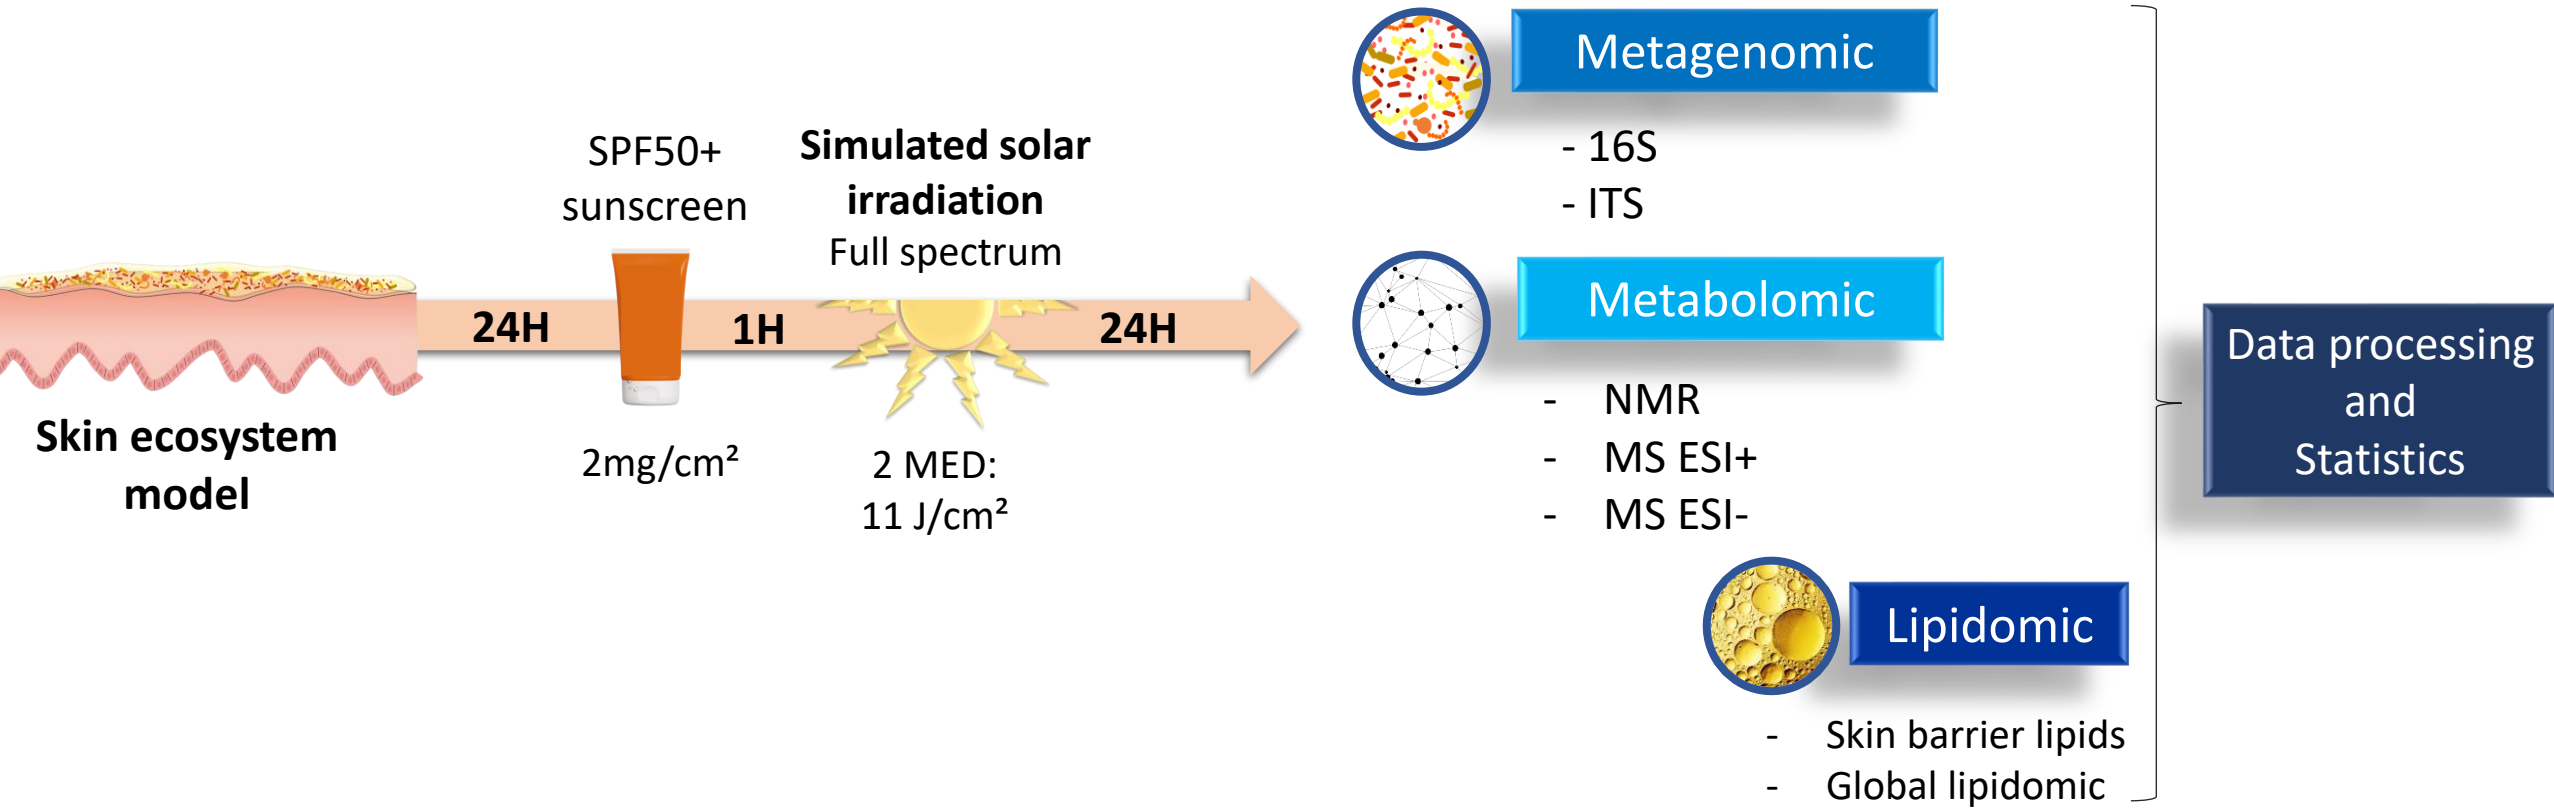 Skin ecosystem
model
24H
SPF50+
sunscreen
2mg/cm²
1H
Simulated solar
irradiation
Full spectrum
2 MED:
11 J/cm²
24H
Metagenomic
- 16S
- ITS
Metabolomic
- NMR
- MS ESI+
- MS ESI-
Lipidomic
- Skin barrier lipids
- Global lipidomic
Data processing
and
Statistics